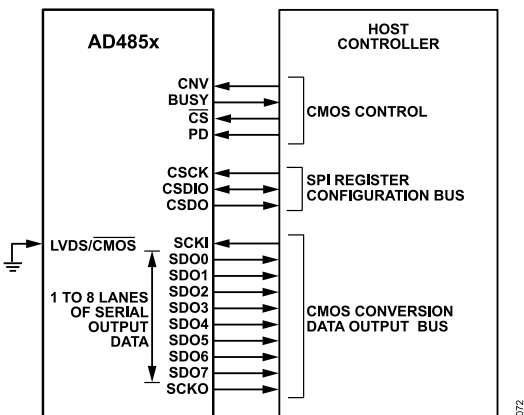 AD485x
HOST
CONTROLLER
CNV
BUSY
CS
PD
CMOS CONTROL
CSCK
CSDIO
CSDO
SPI REGISTER
CONFIGURATION BUS
LVDS/CMOS
SCKI
SDO0
SDO1
SDO2
SDO3
SDO4
SDO5
SDO6
SDO7
SCKO
1 TO 8 LANES
OF SERIAL
OUTPUT
DATA
CMOS CONVERSION
DATA OUTPUT BUS
072